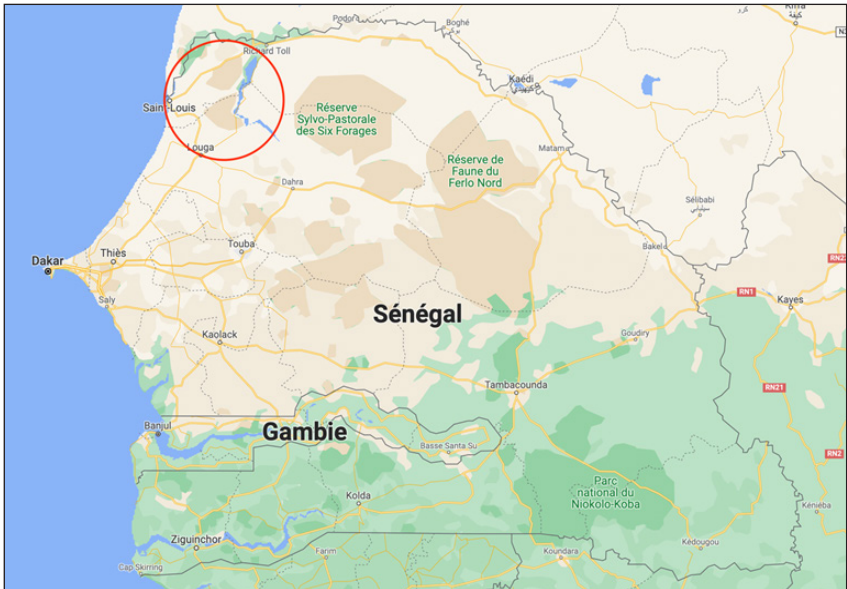 Podor
Boghé
Richard Toll
Kaédi
Saint-Louis
Réserve
Sylvo-Pastorale
des Six Forages
Louga
Matam
Réserve de
Faune du
Ferlo Nord
Dahra
Sélibabi
سيليبابي
Touba
Bakel
Dakar
Thiès
RN1
Kayes
Saly
Sénégal
Kaolack
Goudiry
Tambacounda
RN21
Banjul
Gambie
Basse Santa Su
RN2
Parc
national du
Niokolo-Koba
Kolda
Kéniéba
Ziguinchor
Kédougou
Farim
Koundara
Cap Skirring